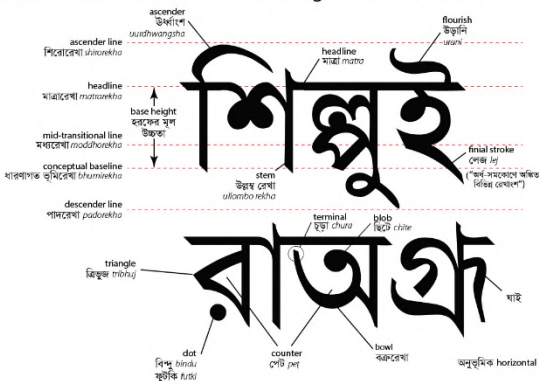 ascender
ঊর্ধ্বাংশ
uurdhwangsha
flourish
উড়ানি
urani
ascender line
শিরোরেখা shirorekha
headline
মাত্রা matra
শিল্পুই
headline
মাত্রারেখা matrarekha
base height
হরফের মূল
উচ্চতা
mid-transitional line
মধ্যরেখা moddhorekha
finial stroke
লেজ lej
("অর্ধ-সমকোণে অঙ্কিত
বিভিন্ন রেখাংশ")
conceptual baseline
ধারণাগত ভূমিরেখা bhumirekha
stem
উল্লম্ব রেখা
ullombo rekha
descender line
পাদরেখা padorekha
terminal
চূড়া chura
blob
ছিটে chite
রাঅগ্র
triangle
ত্রিভুজ tribhuj
ঘাই
dot
বিন্দু bindu
ফুটকি futki
counter
পেট pet
bowl
বক্ররেখা
অনুভূমিক horizontal